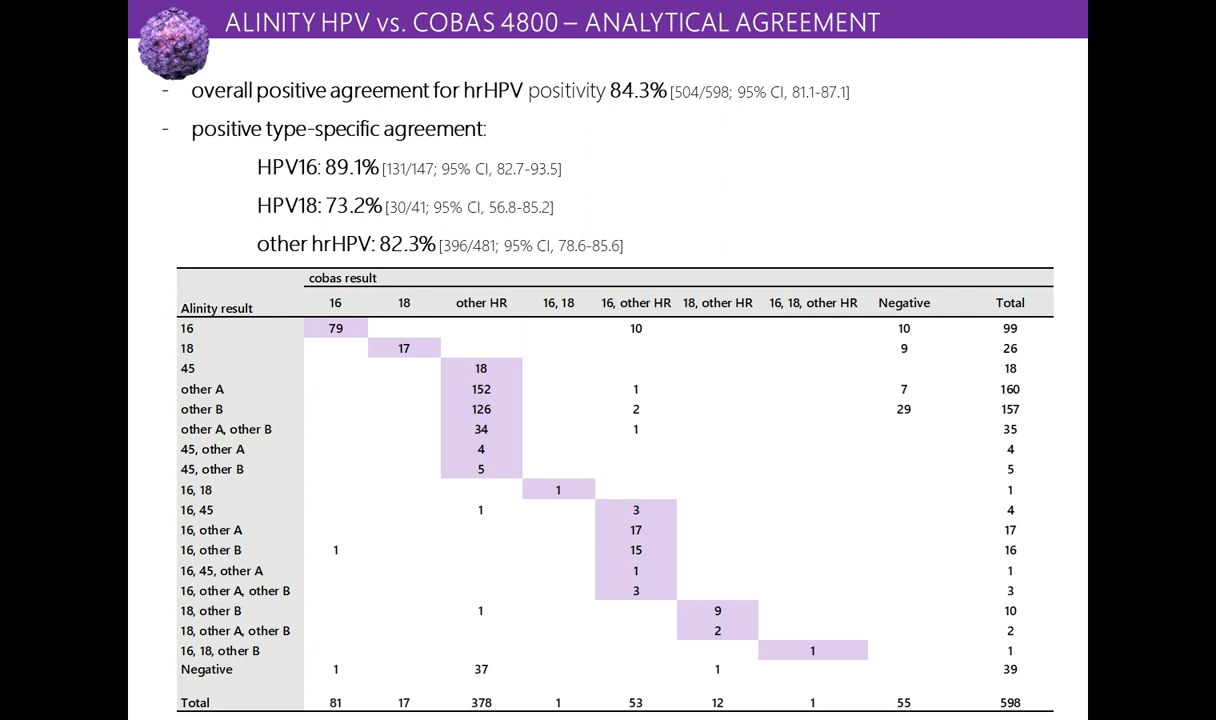 ALINITY HPV vs. COBAS 4800 – ANALYTICAL AGREEMENT
- overall positive agreement for hrHPV positivity 84.3% [504/598; 95% CI, 81.1-87.1]
- positive type-specific agreement:
HPV16: 89.1% [131/147; 95% CI, 82.7-93.5]
HPV18: 73.2% [30/41; 95% CI, 56.8-85.2]
other hrHPV: 82.3% [396/481; 95% CI, 78.6-85.6]
cobas result
Alinity result 16 18 other HR 16, 18 16, other HR 18, other HR 16, 18, other HR Negative Total
16 79 10 10 99
18 17 9 26
45 18 18
other A 152 1 7 160
other B 126 2 29 157
other A, other B 34 1 35
45, other A 4 4
45, other B 5 5
16, 18 1 1
16, 45 1 3 4
16, other A 17 17
16, other B 1 15 16
16, 45, other A 1 1
16, other A, other B 3 3
18, other B 1 9 10
18, other A, other B 2 2
16, 18, other B 1 1
Negative 1 37 1 39
Total 81 17 378 1 53 12 1 55 598